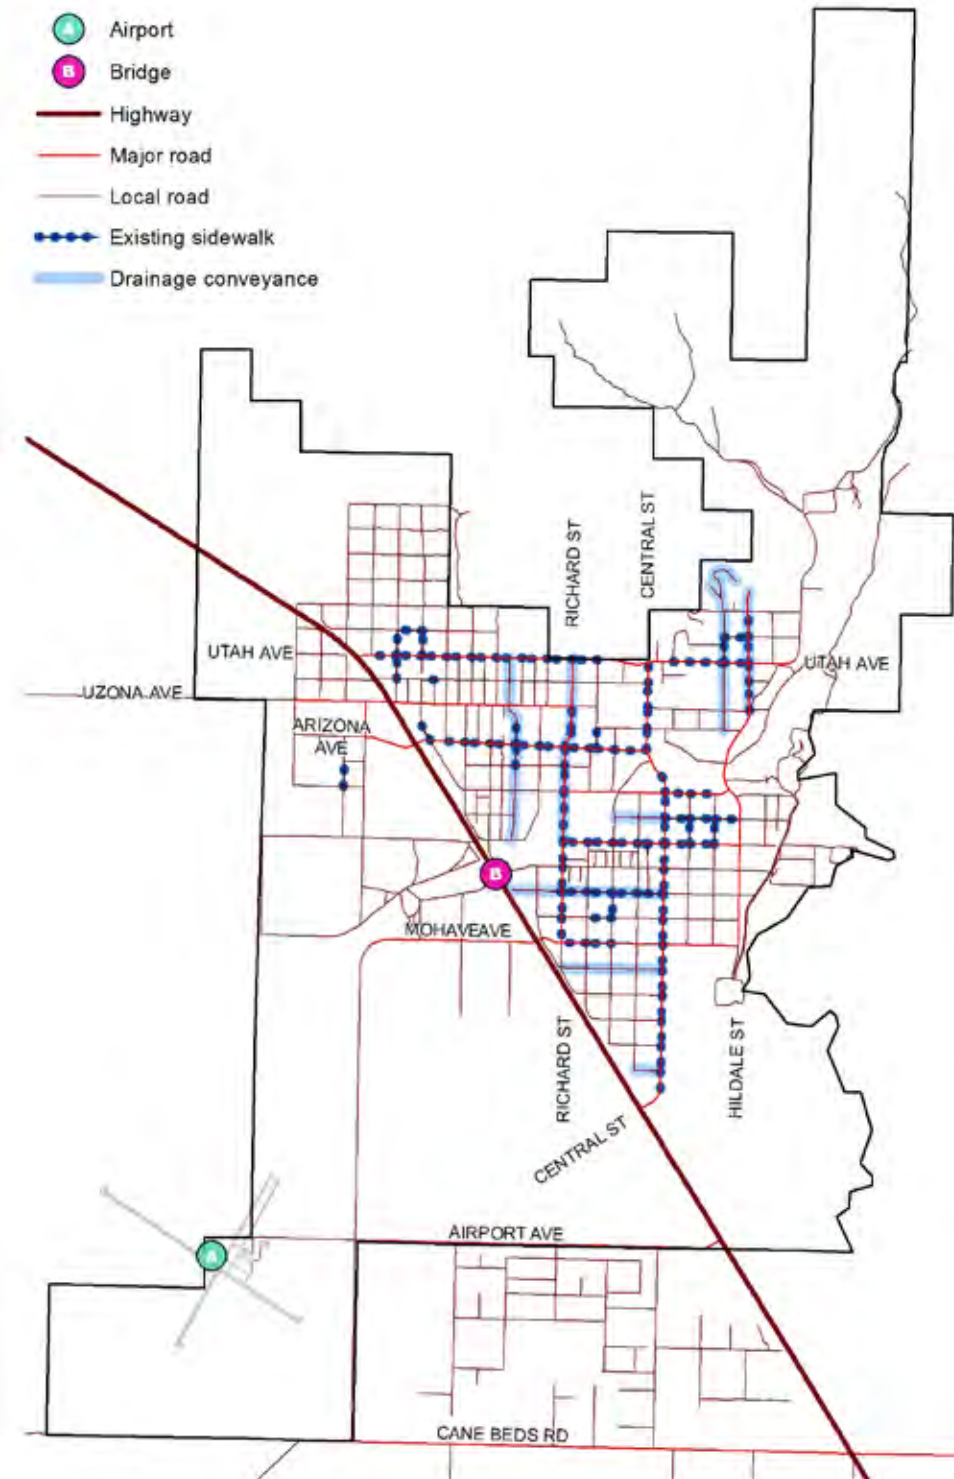 A Airport
B Bridge
Highway
Major road
Local road
Existing sidewalk
Drainage conveyance
RICHARD ST
CENTRAL ST
UTAH AVE
UTAH AVE
UZONA AVE
ARIZONA
AVE
B
MOHAVEAVE
RICHARD ST
HILDALE ST
CENTRAL ST
AIRPORT AVE
A
CANE BEDS RD